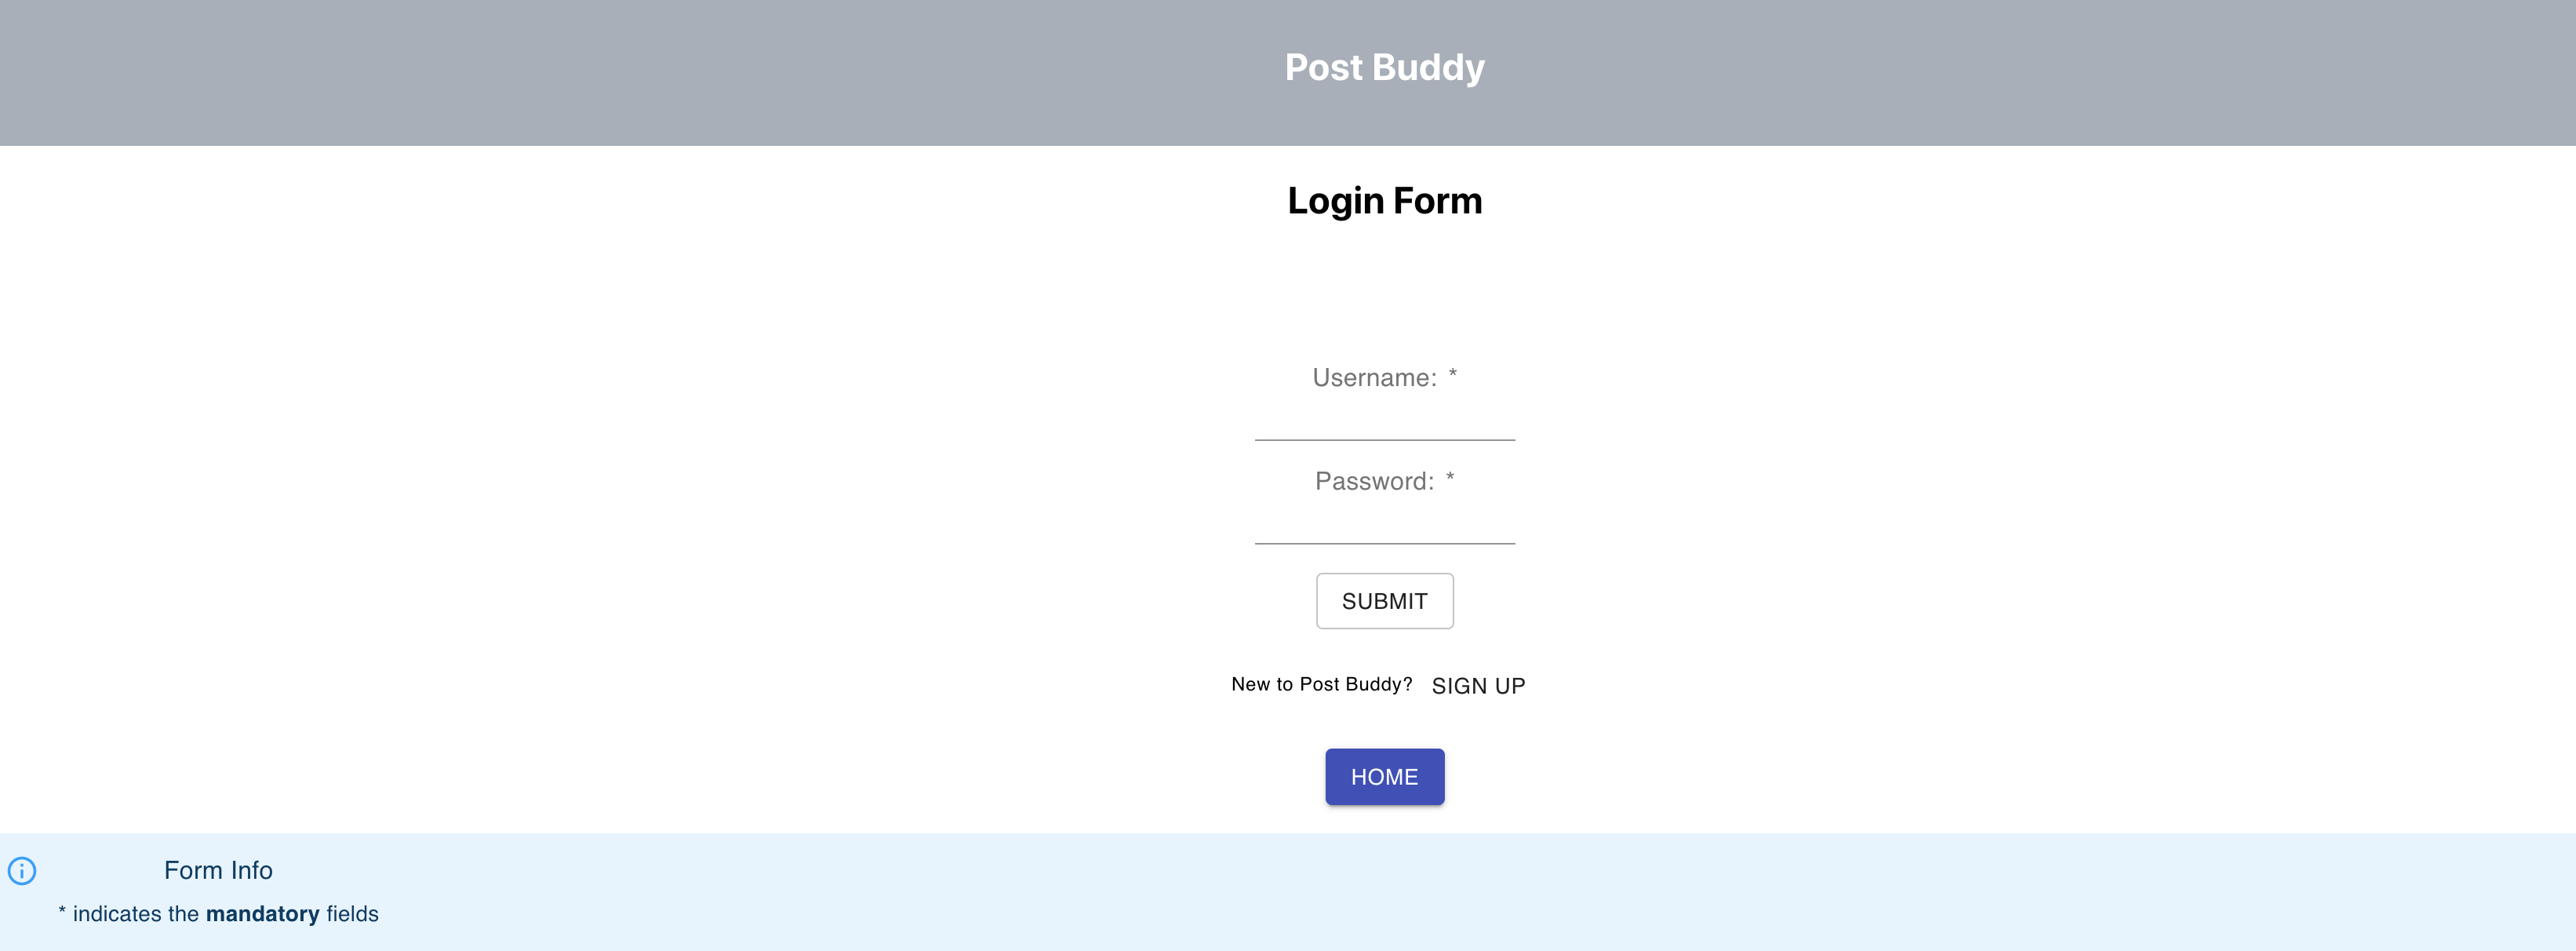 Post Buddy
Login Form
Username: *
Password: *
SUBMIT
New to Post Buddy? SIGN UP
HOME
Form Info
* indicates the mandatory fields